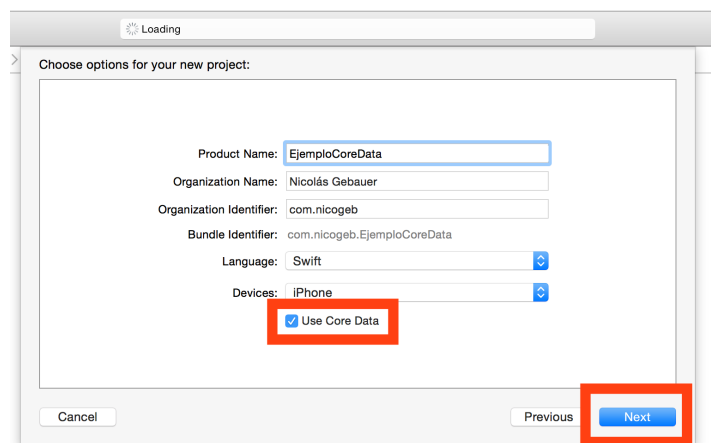 Loading
Choose options for your new project:
Product Name: EjemploCoreData
Organization Name: Nicolás Gebauer
Organization Identifier: com.nicogeb
Bundle Identifier: com.nicogeb.EjemploCoreData
Language: Swift
Devices: iPhone
Use Core Data
Cancel Previous Next